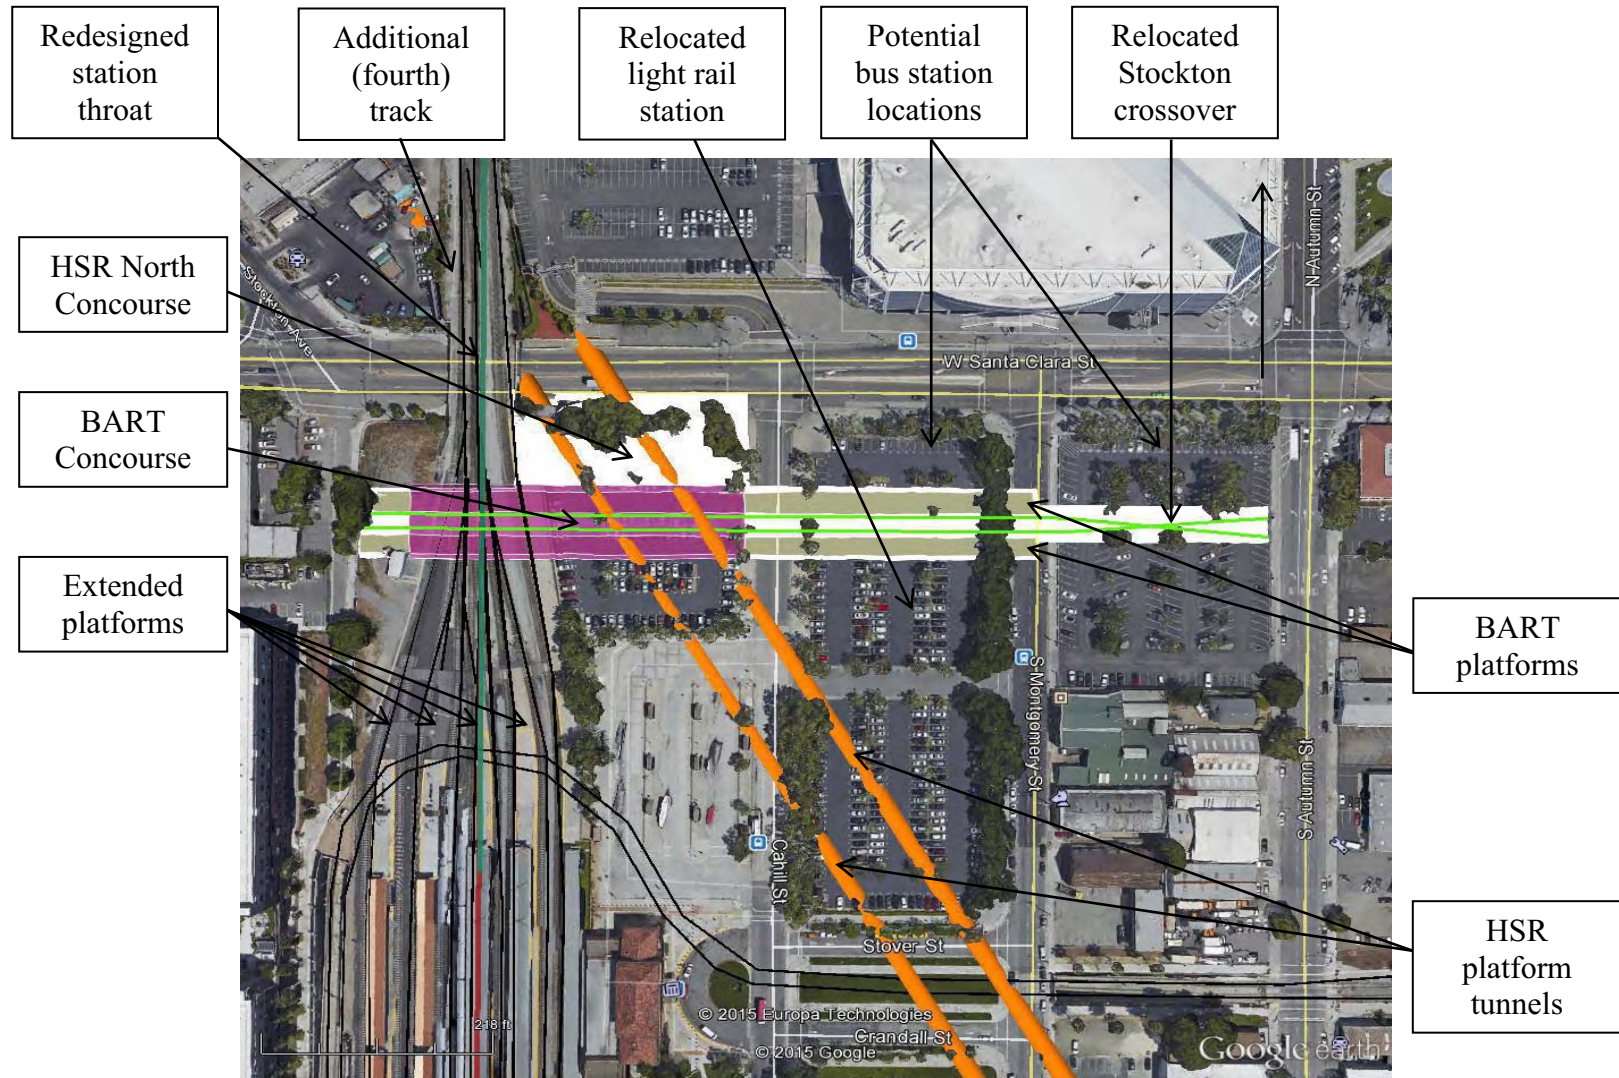 Redesigned
station
throat
Additional
(fourth)
track
Relocated
light rail
station
Potential
bus station
locations
Relocated
Stockton
crossover
HSR North
Concourse
BART
Concourse
Extended
platforms
BART
platforms
HSR
platform
tunnels
Stockton Ave
W Santa Clara St
N Autumn St
S Montgomery St
S Autumn St
Cahill St
Stover St
Crandall St
218 ft
© 2015 Europa Technologies
© 2015 Google
Google earth